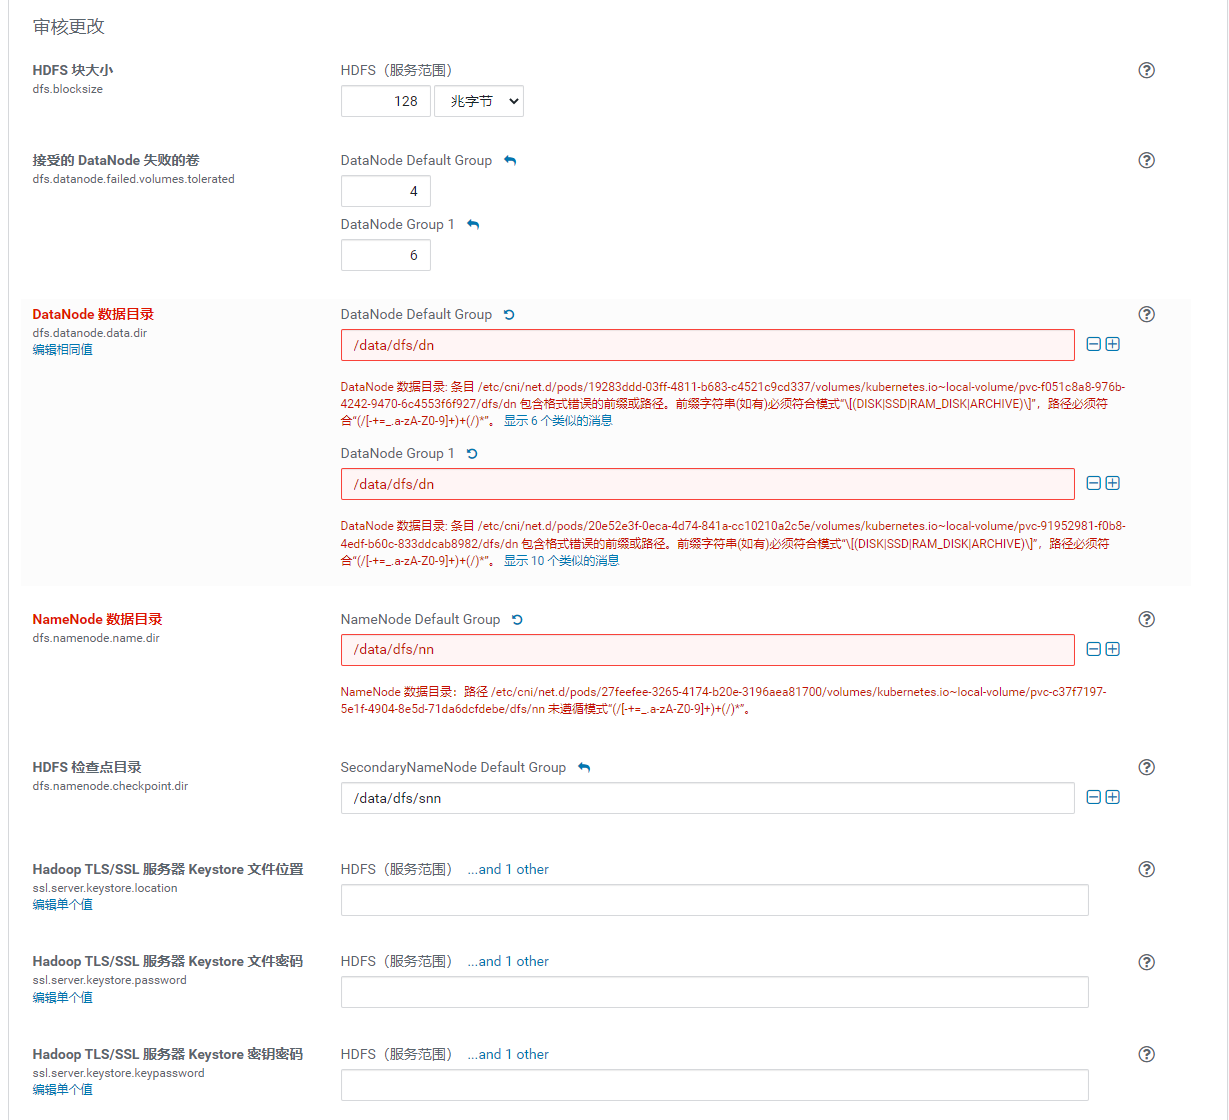 审核更改
HDFS 块大小
dfs.blocksize
HDFS（服务范围）
128
兆字节
接受的 DataNode 失败的卷
dfs.datanode.failed.volumes.tolerated
DataNode Default Group
4
DataNode Group 1
6
DataNode 数据目录
dfs.datanode.data.dir
编辑相同值
DataNode Default Group
/data/dfs/dn
DataNode 数据目录: 条目 /etc/cni/net.d/pods/19283ddd-03ff-4811-b683-c4521c9cd337/volumes/kubernetes.io~local-volume/pvc-f051c8a8-976b-
4242-9470-6c4553f6f927/dfs/dn 包含格式错误的前缀或路径。前缀字符串(如有)必须符合模式“\[(DISK|SSD|RAM_DISK|ARCHIVE)\]”，路径必须符
合“(/[-+=_.a-zA-Z0-9]+)+(/)*”。 显示 6 个类似的消息
DataNode Group 1
/data/dfs/dn
DataNode 数据目录: 条目 /etc/cni/net.d/pods/20e52e3f-0eca-4d74-841a-cc10210a2c5e/volumes/kubernetes.io~local-volume/pvc-91952981-f0b8-
4edf-b60c-833ddcab8982/dfs/dn 包含格式错误的前缀或路径。前缀字符串(如有)必须符合模式“\[(DISK|SSD|RAM_DISK|ARCHIVE)\]”，路径必须符
合“(/[-+=_.a-zA-Z0-9]+)+(/)*”。 显示 10 个类似的消息
NameNode 数据目录
dfs.namenode.name.dir
NameNode Default Group
/data/dfs/nn
NameNode 数据目录：路径 /etc/cni/net.d/pods/27feefee-3265-4174-b20e-3196aea81700/volumes/kubernetes.io~local-volume/pvc-c37f7197-
5e1f-4904-8e5d-71da6dcfdebe/dfs/nn 未遵循模式“(/[-+=_.a-zA-Z0-9]+)+(/)*”。
HDFS 检查点目录
dfs.namenode.checkpoint.dir
SecondaryNameNode Default Group
/data/dfs/snn
Hadoop TLS/SSL 服务器 Keystore 文件位置
ssl.server.keystore.location
编辑单个值
HDFS（服务范围） ...and 1 other
Hadoop TLS/SSL 服务器 Keystore 文件密码
ssl.server.keystore.password
编辑单个值
HDFS（服务范围） ...and 1 other
Hadoop TLS/SSL 服务器 Keystore 密钥密码
ssl.server.keystore.keypassword
编辑单个值
HDFS（服务范围） ...and 1 other